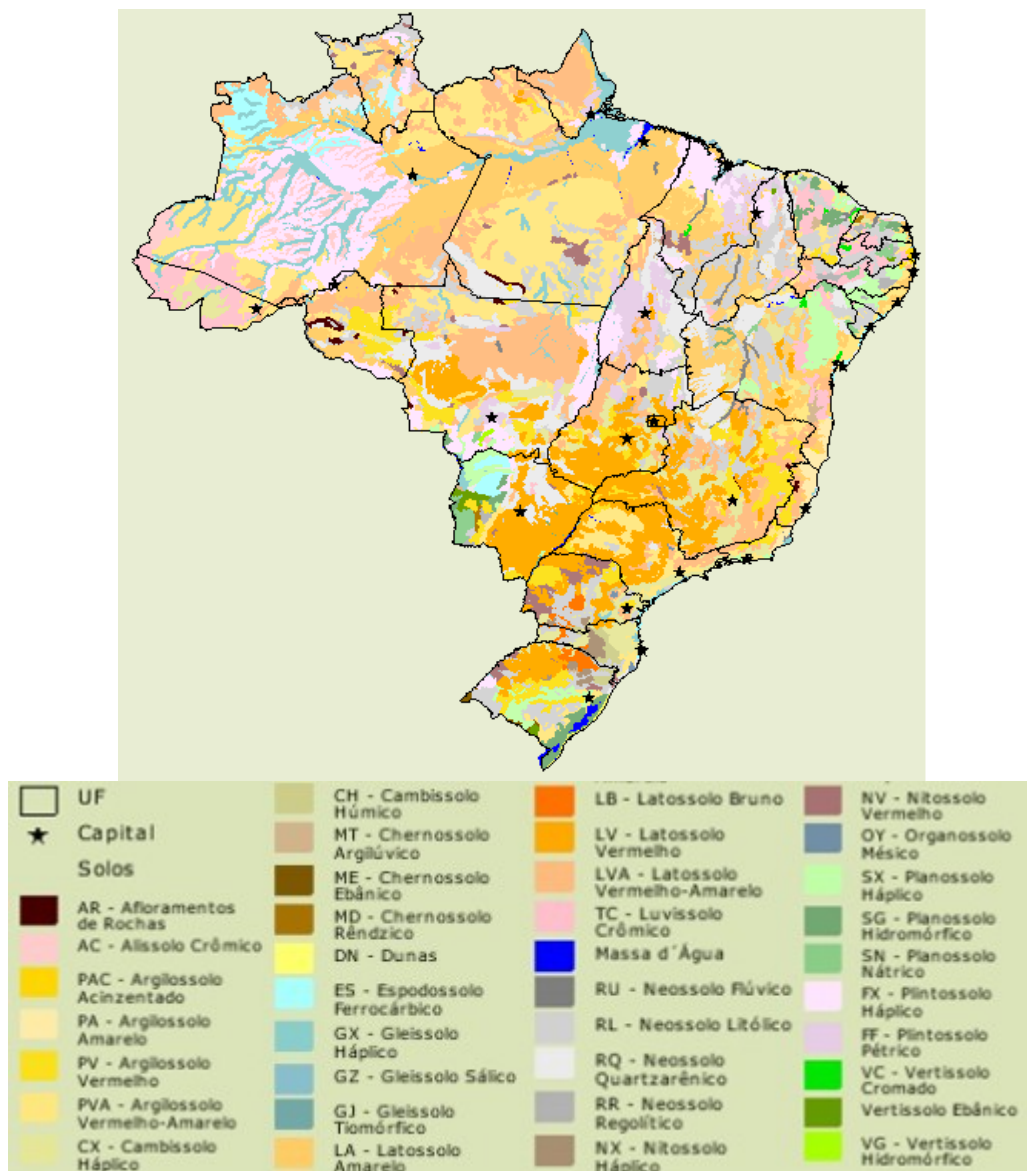 UF
Capital
Solos
AR - Afloramentos
de Rochas
AC - Alissolo Crômico
PAC - Argilossolo
Acinzentado
PA - Argilossolo
Amarelo
PV - Argilossolo
Vermelho
PVA - Argilossolo
Vermelho-Amarelo
CX - Cambissolo
Háplico
CH - Cambissolo
Húmico
MT - Chernossolo
Argilúvico
ME - Chernossolo
Ebânico
MD - Chernossolo
Rêndzico
DN - Dunas
ES - Espodossolo
Ferrocárbico
GX - Gleissolo
Háplico
GZ - Gleissolo Sálico
GJ - Gleissolo
Tiomórfico
LA - Latossolo
Amarelo
LB - Latossolo Bruno
LV - Latossolo
Vermelho
LVA - Latossolo
Vermelho-Amarelo
TC - Luvissolo
Crômico
Massa d´Água
RU - Neossolo Flúvico
RL - Neossolo Litólico
RQ - Neossolo
Quartzarênico
RR - Neossolo
Regolítico
NX - Nitossolo
Háplico
NV - Nitossolo
Vermelho
OY - Organossolo
Mésico
SX - Planossolo
Háplico
SG - Planossolo
Hidromórfico
SN - Planossolo
Nátrico
FX - Plintossolo
Háplico
FF - Plintossolo
Pétrico
VC - Vertissolo
Cromado
Vertissolo Ebânico
VG - Vertissolo
Hidromórfico